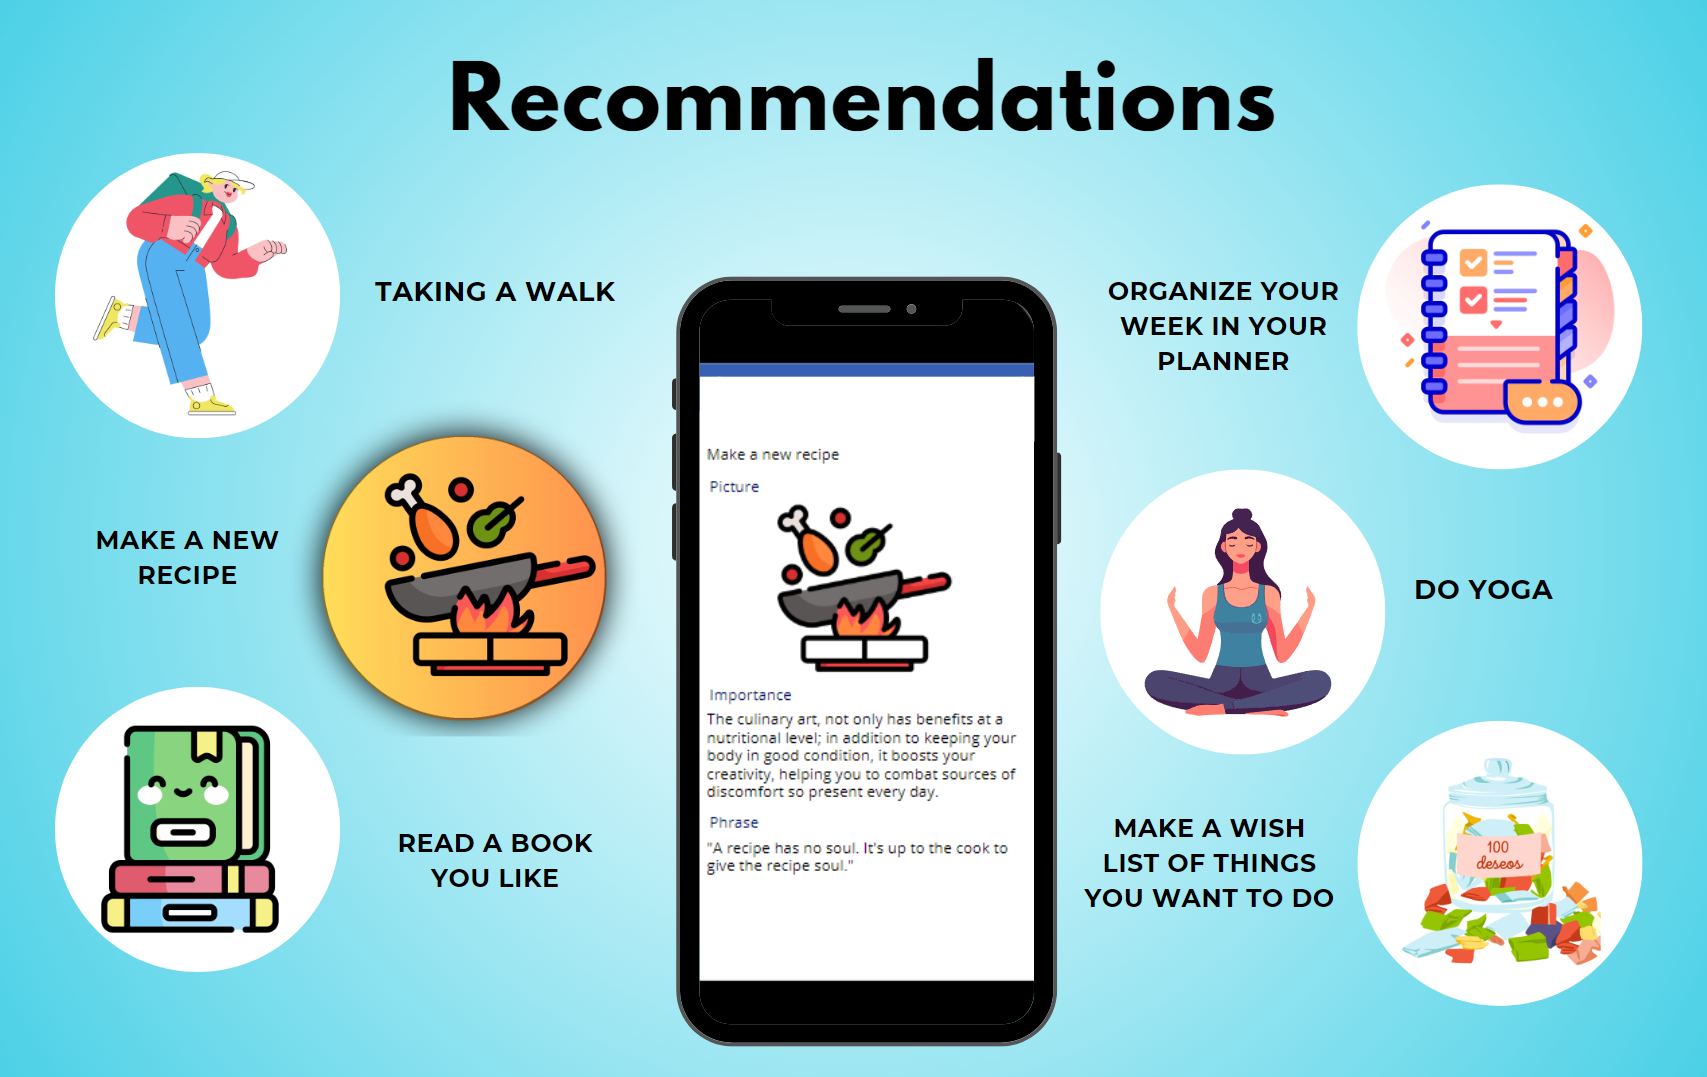 Recommendations
TAKING A WALK
MAKE A NEW
RECIPE
READ A BOOK
YOU LIKE
Make a new recipe
Picture
Importance
The culinary art, not only has benefits at a
nutritional level; in addition to keeping your
body in good condition, it boosts your
creativity, helping you to combat sources of
discomfort so present every day.
Phrase
"A recipe has no soul. It's up to the cook to
give the recipe soul."
ORGANIZE YOUR
WEEK IN YOUR
PLANNER
DO YOGA
MAKE A WISH
LIST OF THINGS
YOU WANT TO DO
100
deseos